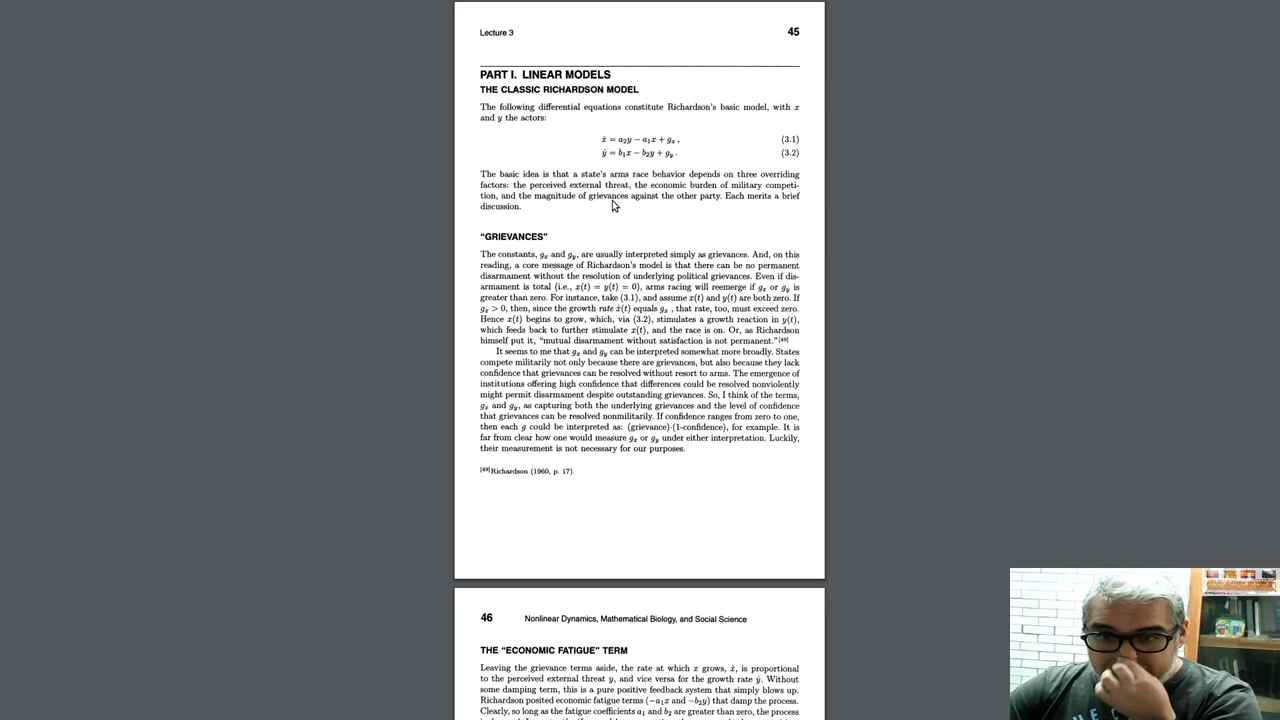 Lecture 3
45
PART I. LINEAR MODELS
THE CLASSIC RICHARDSON MODEL
The following differential equations constitute Richardson's basic model, with x
and y the actors:
ẋ = a₂y − a₁x + gₓ , (3.1)
ẏ = b₁x − b₂y + g_y . (3.2)
The basic idea is that a state's arms race behavior depends on three overriding
factors: the perceived external threat, the economic burden of military competi-
tion, and the magnitude of grievances against the other party. Each merits a brief
discussion.
“GRIEVANCES”
The constants, gₓ and g_y, are usually interpreted simply as grievances. And, on this
reading, a core message of Richardson's model is that there can be no permanent
disarmament without the resolution of underlying political grievances. Even if dis-
armament is total (i.e., x(t) = y(t) = 0), arms racing will reemerge if gₓ or g_y is
greater than zero. For instance, take (3.1), and assume x(t) and y(t) are both zero. If
gₓ > 0, then, since the growth rate ẋ(t) equals gₓ , that rate, too, must exceed zero.
Hence x(t) begins to grow, which, via (3.2), stimulates a growth reaction in y(t),
which feeds back to further stimulate x(t), and the race is on. Or, as Richardson
himself put it, “mutual disarmament without satisfaction is not permanent.”[49]
It seems to me that gₓ and g_y can be interpreted somewhat more broadly. States
compete militarily not only because there are grievances, but also because they lack
confidence that grievances can be resolved without resort to arms. The emergence of
institutions offering high confidence that differences could be resolved nonviolently
might permit disarmament despite outstanding grievances. So, I think of the terms,
gₓ and g_y, as capturing both the underlying grievances and the level of confidence
that grievances can be resolved nonmilitarily. If confidence ranges from zero to one,
then each g could be interpreted as: (grievance)·(1-confidence), for example. It is
far from clear how one would measure gₓ or g_y under either interpretation. Luckily,
their measurement is not necessary for our purposes.
[49] Richardson (1960, p. 17).
46
Nonlinear Dynamics, Mathematical Biology, and Social Science
THE “ECONOMIC FATIGUE” TERM
Leaving the grievance terms aside, the rate at which x grows, ẋ, is proportional
to the perceived external threat y, and vice versa for the growth rate ẏ. Without
some damping term, this is a pure positive feedback system that simply blows up.
Richardson posited economic fatigue terms (−a₁x and −b₂y) that damp the process.
Clearly, so long as the fatigue coefficients a₁ and b₂ are greater than zero, the process